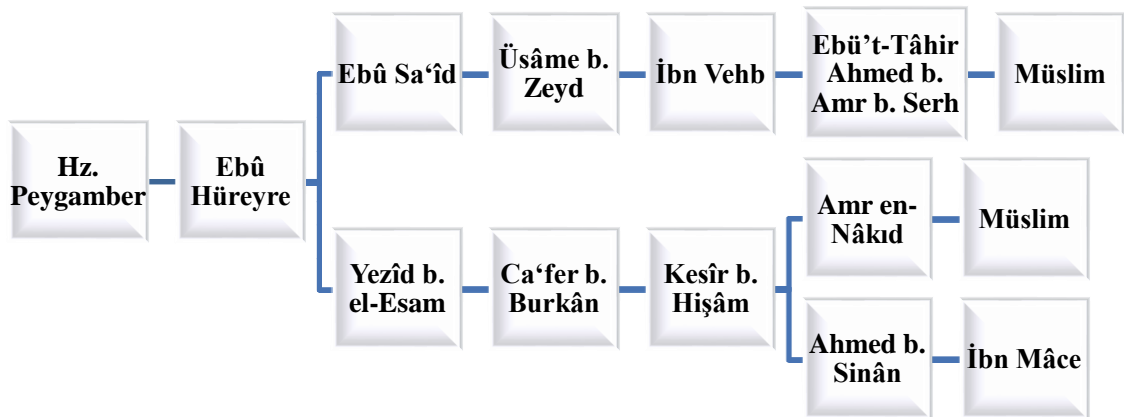 Hz.
Peygamber
Ebû
Hüreyre
Ebû Sa‘îd
Üsâme b.
Zeyd
İbn Vehb
Ebü’t-Tâhir
Ahmed b.
Amr b. Serh
Müslim
Yezîd b.
el-Esam
Ca‘fer b.
Burkân
Kesîr b.
Hişâm
Amr en-
Nâkıd
Müslim
Ahmed b.
Sinân
İbn Mâce